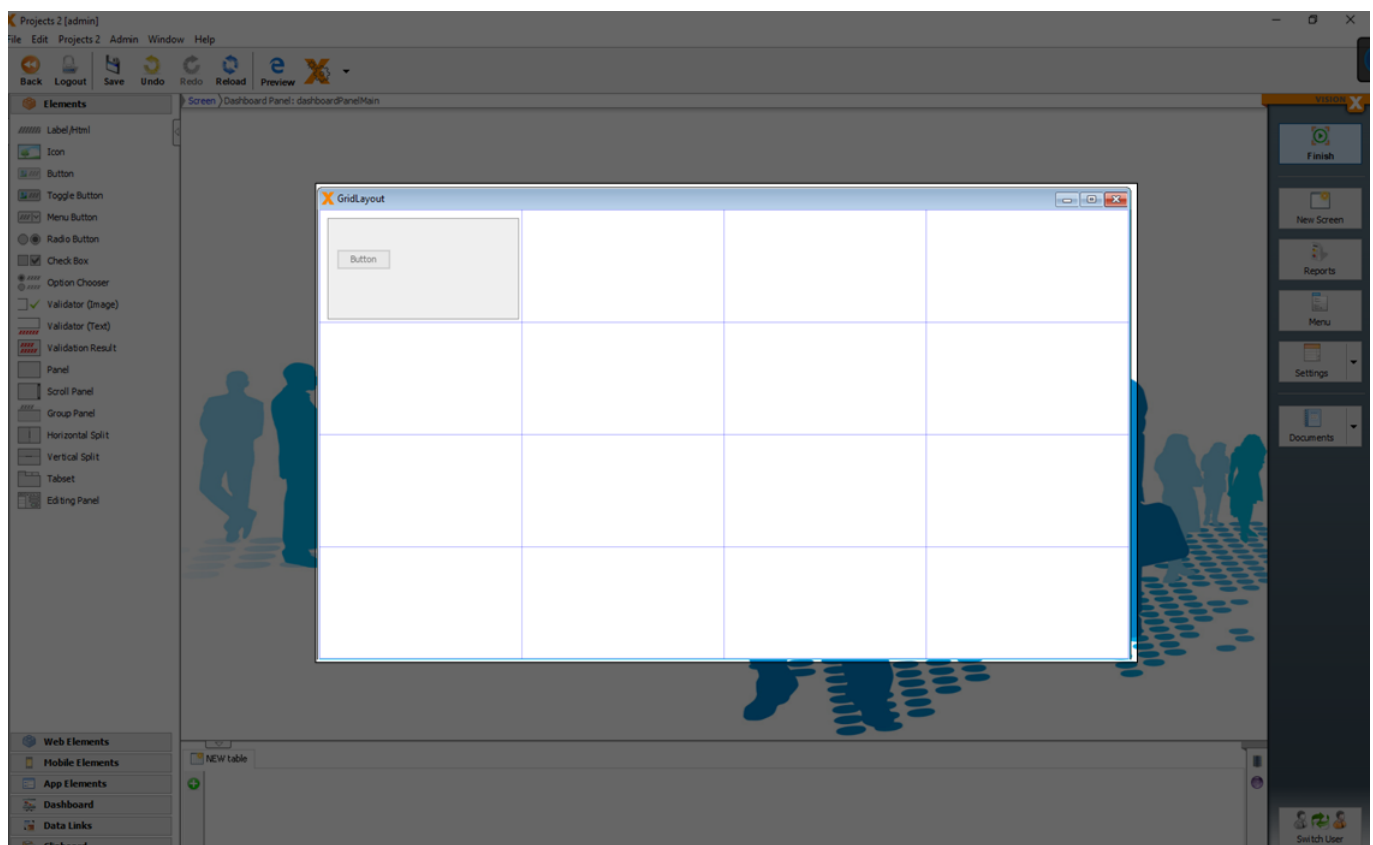 Projects 2 [admin]
File Edit Projects 2 Admin Window Help
Back Logout Save Undo Redo Reload Preview
Elements
Screen Dashboard Panel: dashboardPanelMain
VISION X
Label/Html
Icon
Button
Toggle Button
Menu Button
Radio Button
Check Box
Option Chooser
Validator (Image)
Validator (Text)
Validation Result
Panel
Scroll Panel
Group Panel
Horizontal Split
Vertical Split
Tabset
Editing Panel
GridLayout
Button
Finish
New Screen
Reports
Menu
Settings
Documents
Web Elements
Mobile Elements
App Elements
Dashboard
Data Links
NEW table
Switch User